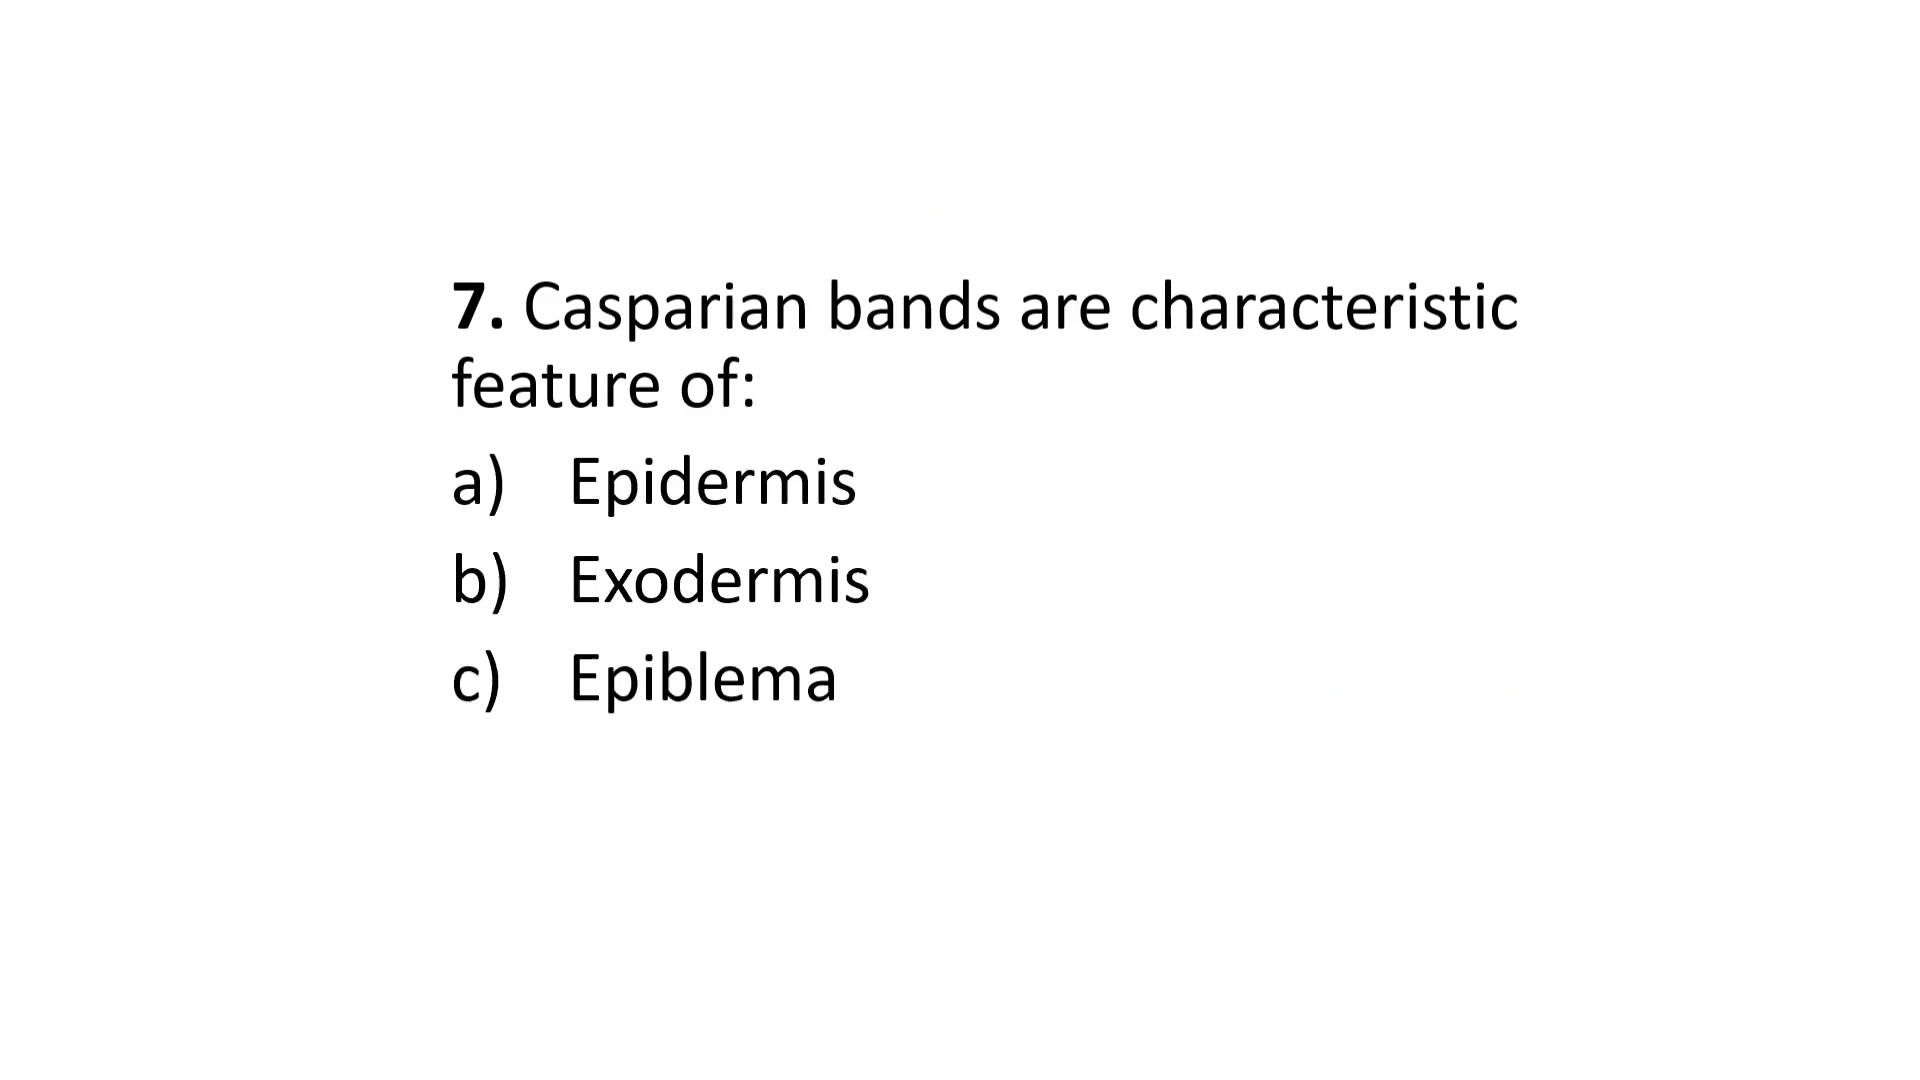 7. Casparian bands are characteristic
feature of:
a) Epidermis
b) Exodermis
c) Epiblema